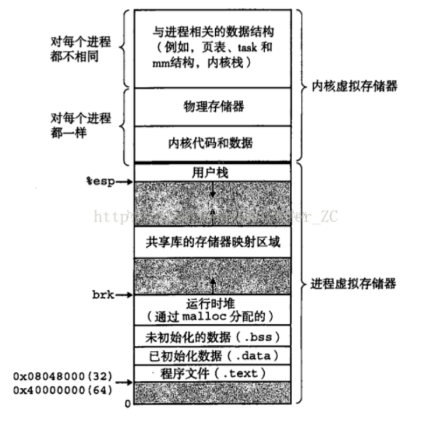 对每个进程
都不相同
与进程相关的数据结构
(例如，页表、task 和
mm结构，内核栈)
内核虚拟存储器
对每个进程
都一样
物理存储器
内核代码和数据
用户栈
%esp
共享库的存储器映射区域
进程虚拟存储器
brk
运行时堆
(通过 malloc 分配的)
未初始化的数据 (.bss)
已初始化数据 (.data)
程序文件 (.text)
0x08048000(32)
0x40000000(64)
0
_ZC